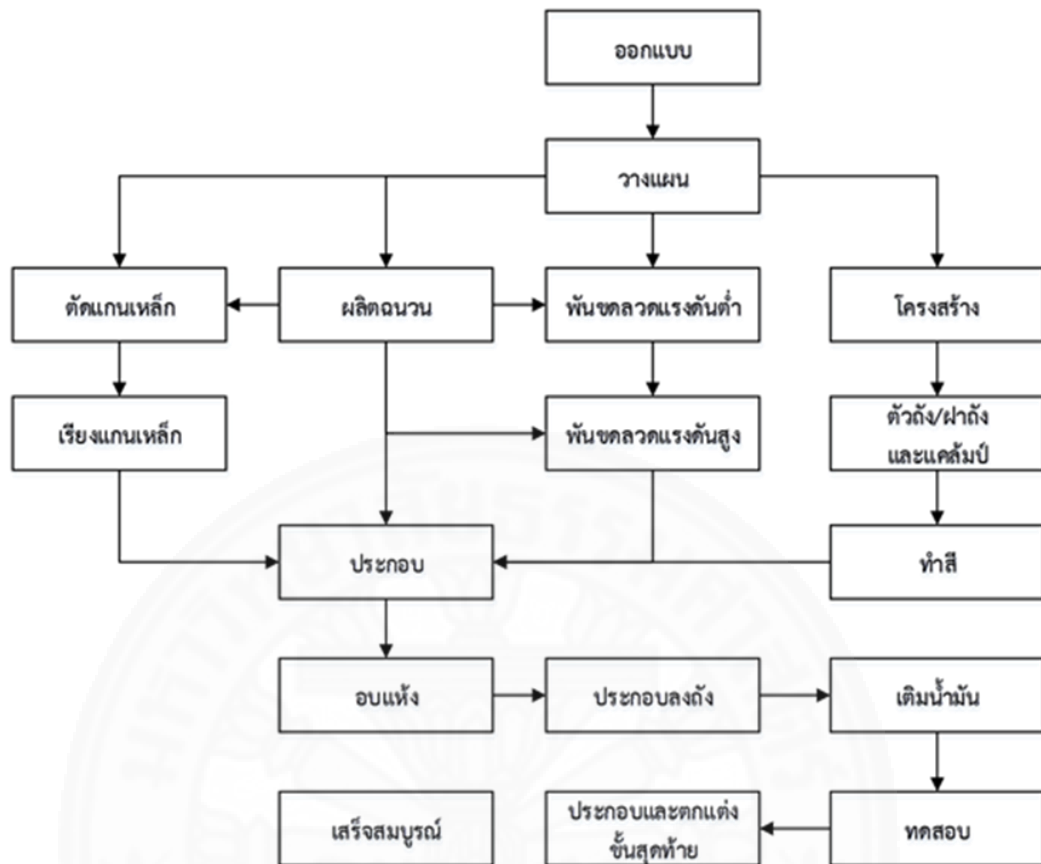 ออกแบบ
วางแผน
ตัดแกนเหล็ก
ผลิตฉนวน
พันขดลวดแรงดันต่ำ
โครงสร้าง
เรียงแกนเหล็ก
พันขดลวดแรงดันสูง
ตัวถัง/ฝาถัง
และแคล้มป์
ประกอบ
ทำสี
อบแห้ง
ประกอบลงถัง
เติมน้ำมัน
เสร็จสมบูรณ์
ประกอบและตกแต่ง
ขั้นสุดท้าย
ทดสอบ